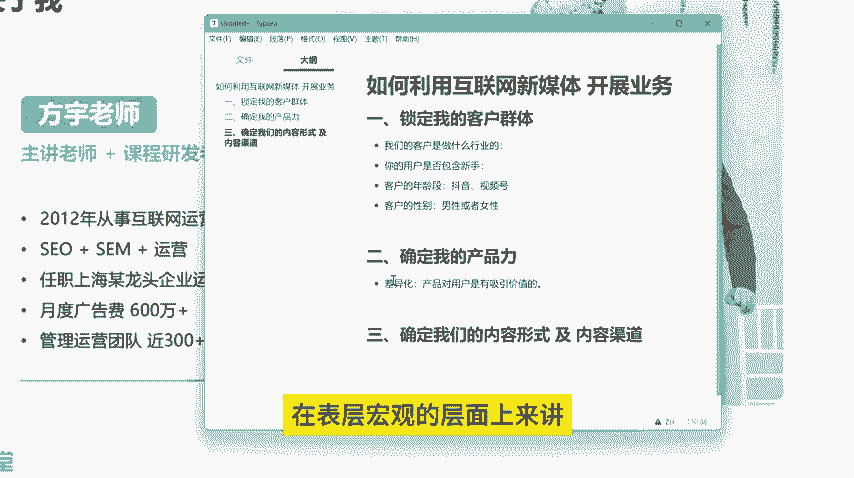 我
方宇老师
主讲老师 + 课程研发
• 2012年从事互联网运营
• SEO + SEM + 运营
• 任职上海某龙头企业运
• 月度广告费 600万+
• 管理运营团队 近300+
文件(F) 编辑(E) 段落(P) 格式(O) 视图(V) 主题(T) 帮助(H)
文件 大纲
如何利用互联网新媒体 开展业务
一、锁定我的客户群体
二、确定我的产品力
三、确定我们的内容形式 及
内容渠道
如何利用互联网新媒体 开展业务
一、锁定我的客户群体
• 我们的客户是做什么行业的：
• 你的用户是否包含新手：
• 客户的年龄段：抖音、视频号
• 客户的性别：男性或者女性
二、确定我的产品力
• 差异化：产品对用户是有吸引价值的。
三、确定我们的内容形式 及 内容渠道
在表层宏观的层面上来讲